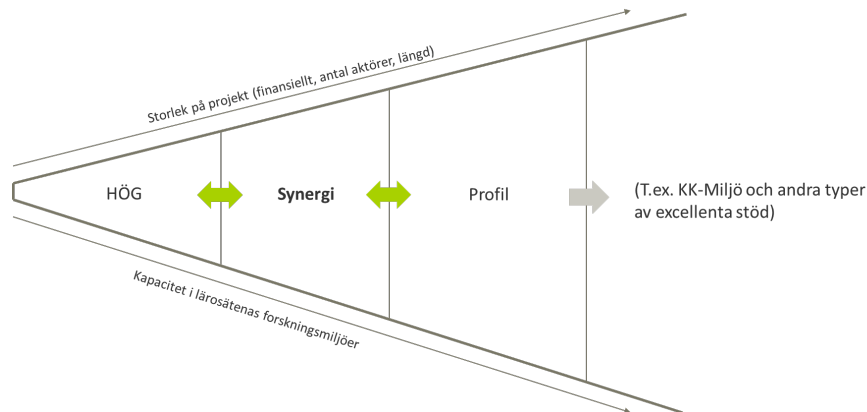 Storlek på projekt (finansiellt, antal aktörer, längd)
HÖG
Synergi
Profil
(T.ex. KK-Miljö och andra typer
av excellenta stöd)
Kapacitet i lärosätenas forskningsmiljöer